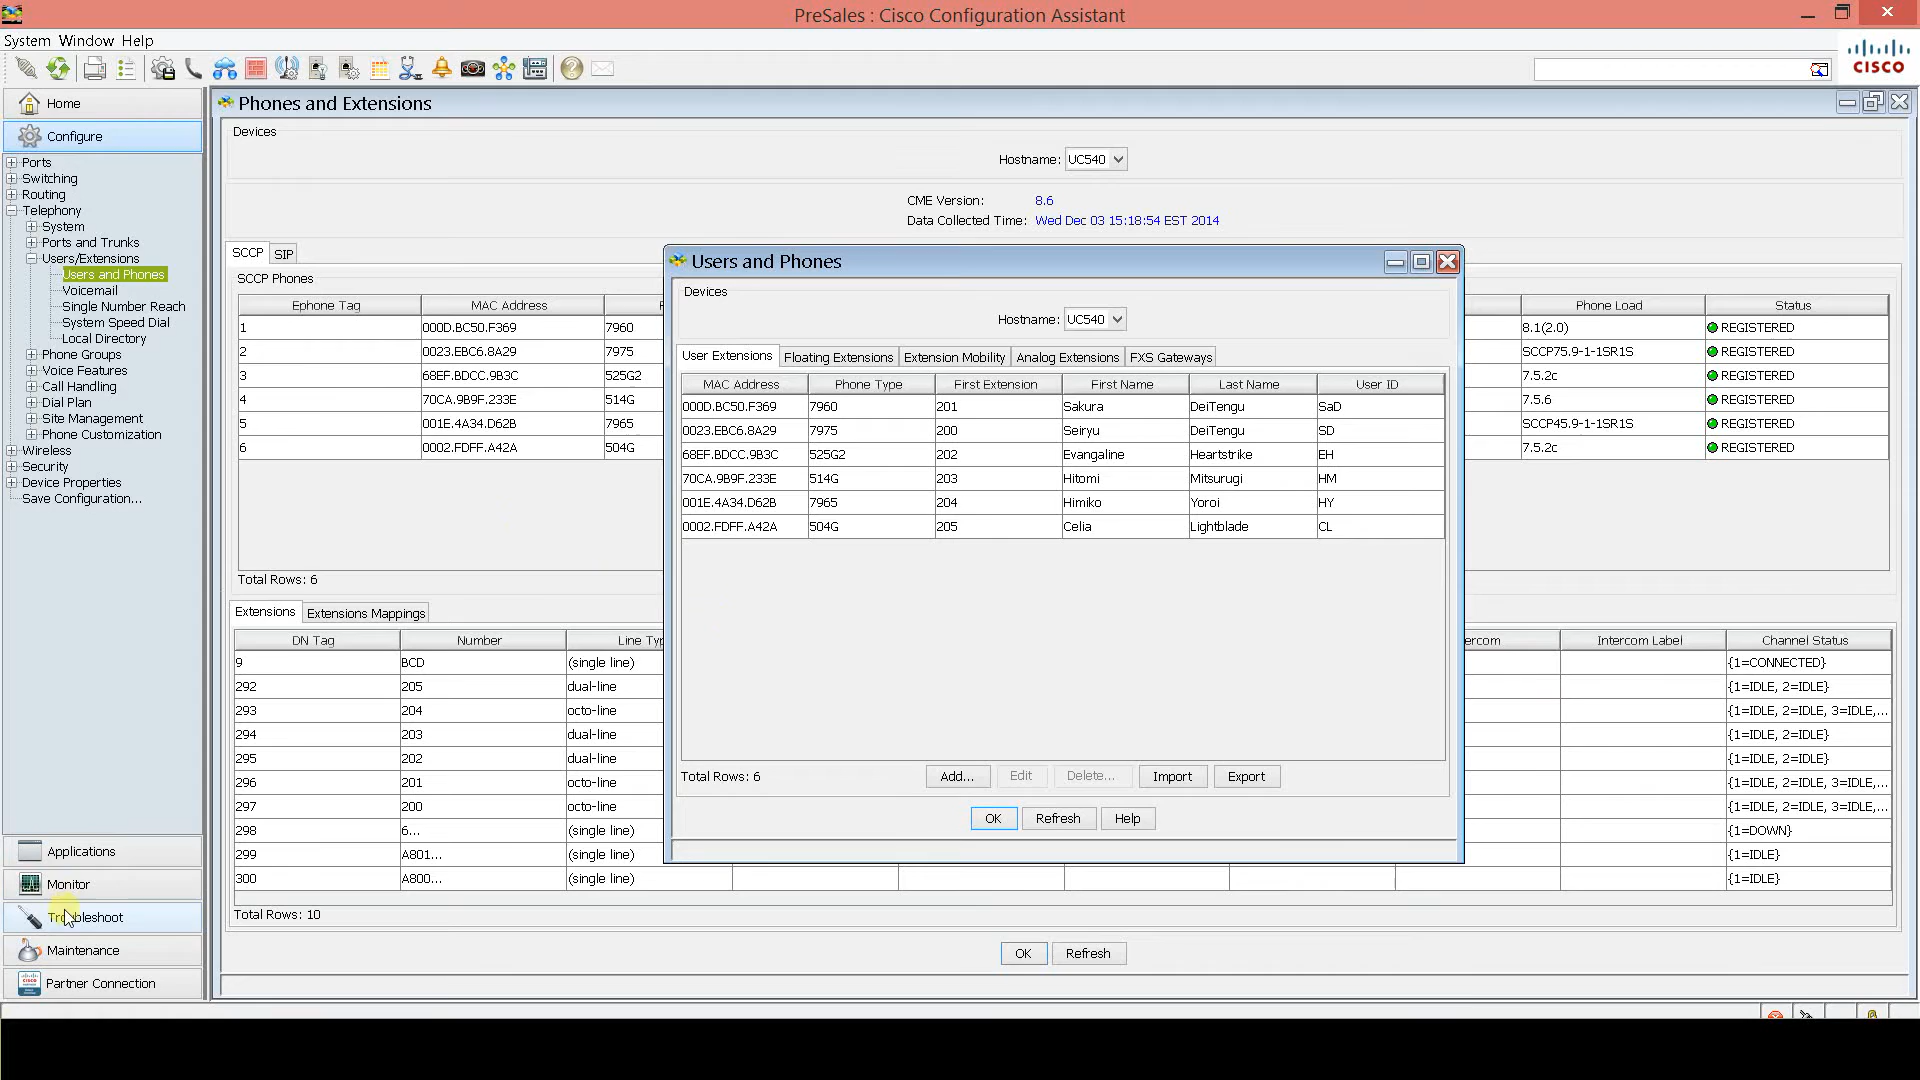 PreSales : Cisco Configuration Assistant
System Window Help
CISCO
Home
Configure
Ports
Switching
Routing
Telephony
System
Ports and Trunks
Users/Extensions
Users and Phones
Voicemail
Single Number Reach
System Speed Dial
Local Directory
Phone Groups
Voice Features
Call Handling
Dial Plan
Site Management
Phone Customization
Wireless
Security
Device Properties
Save Configuration...
Applications
Monitor
Troubleshoot
Maintenance
Partner Connection
Phones and Extensions
Devices
Hostname: UC540
CME Version: 8.6
Data Collected Time: Wed Dec 03 15:18:54 EST 2014
SCCP SIP
SCCP Phones
Ephone Tag MAC Address Phone Load Status
1 000D.BC50.F369 7960 8.1(2.0) REGISTERED
2 0023.EBC6.8A29 7975 SCCP75.9-1-1SR1S REGISTERED
3 68EF.BDCC.9B3C 525G2 7.5.2c REGISTERED
4 70CA.9B9F.233E 514G 7.5.6 REGISTERED
5 001E.4A34.D62B 7965 SCCP45.9-1-1SR1S REGISTERED
6 0002.FDFF.A42A 504G 7.5.2c REGISTERED
Total Rows: 6
Extensions Extensions Mappings
DN Tag Number Line Typ ercom Intercom Label Channel Status
9 BCD (single line) {1=CONNECTED}
292 205 dual-line {1=IDLE, 2=IDLE}
293 204 octo-line {1=IDLE, 2=IDLE, 3=IDLE,...
294 203 dual-line {1=IDLE, 2=IDLE}
295 202 dual-line {1=IDLE, 2=IDLE}
296 201 octo-line {1=IDLE, 2=IDLE, 3=IDLE,...
297 200 octo-line {1=IDLE, 2=IDLE, 3=IDLE,...
298 6... (single line) {1=DOWN}
299 A801... (single line) {1=IDLE}
300 A800... (single line) {1=IDLE}
Total Rows: 10
OK Refresh
Users and Phones
Devices
Hostname: UC540
User Extensions Floating Extensions Extension Mobility Analog Extensions FXS Gateways
MAC Address Phone Type First Extension First Name Last Name User ID
000D.BC50.F369 7960 201 Sakura DeiTengu SaD
0023.EBC6.8A29 7975 200 Seiryu DeiTengu SD
68EF.BDCC.9B3C 525G2 202 Evangaline Heartstrike EH
70CA.9B9F.233E 514G 203 Hitomi Mitsurugi HM
001E.4A34.D62B 7965 204 Himiko Yoroi HY
0002.FDFF.A42A 504G 205 Celia Lightblade CL
Total Rows: 6 Add... Edit Delete... Import Export
OK Refresh Help